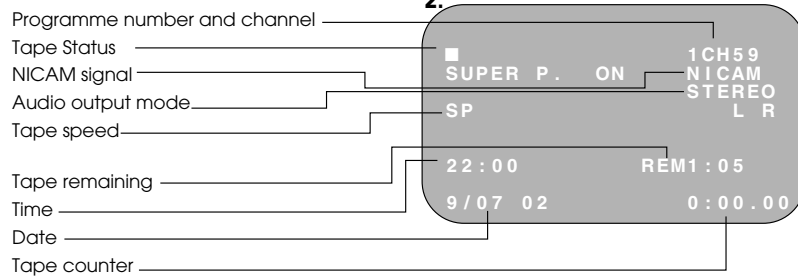 2.
Programme number and channel
Tape Status
NICAM signal
Audio output mode
Tape speed
Tape remaining
Time
Date
Tape counter
1CH59
SUPER P. ON NICAM
STEREO
SP L R
22:00 REM1:05
9/07 02 0:00.00